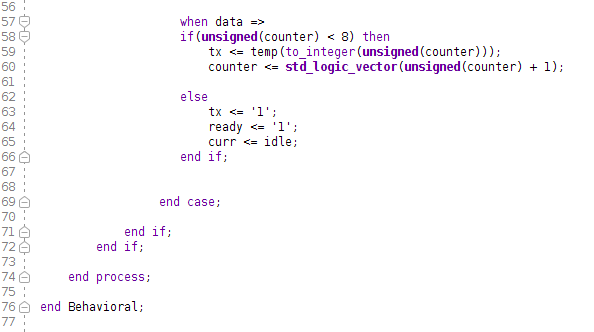 56
57 when data =>
58 if(unsigned(counter) < 8) then
59 tx <= temp(to_integer(unsigned(counter)));
60 counter <= std_logic_vector(unsigned(counter) + 1);
61
62 else
63 tx <= '1';
64 ready <= '1';
65 curr <= idle;
66 end if;
67
68
69 end case;
70
71 end if;
72 end if;
73
74 end process;
75
76 end Behavioral;
77